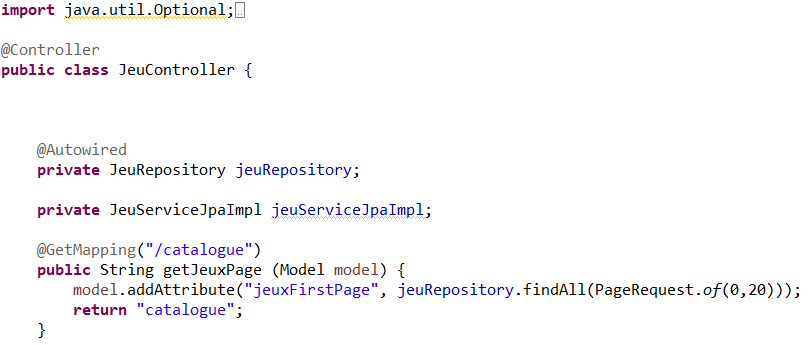 import java.util.Optional;
@Controller
public class JeuController {
@Autowired
private JeuRepository jeuRepository;
private JeuServiceJpaImpl jeuServiceJpaImpl;
@GetMapping("/catalogue")
public String getJeuxPage (Model model) {
model.addAttribute("jeuxFirstPage", jeuRepository.findAll(PageRequest.of(0,20)));
return "catalogue";
}